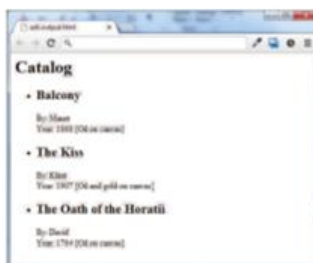 Catalog
• Balcony
By: Manet
Year: 1868 [Oil on canvas]
• The Kiss
By: Klimt
Year: 1907 [Oil and gold on canvas]
• The Oath of the Horatii
By: David
Year: 1784 [Oil on canvas]